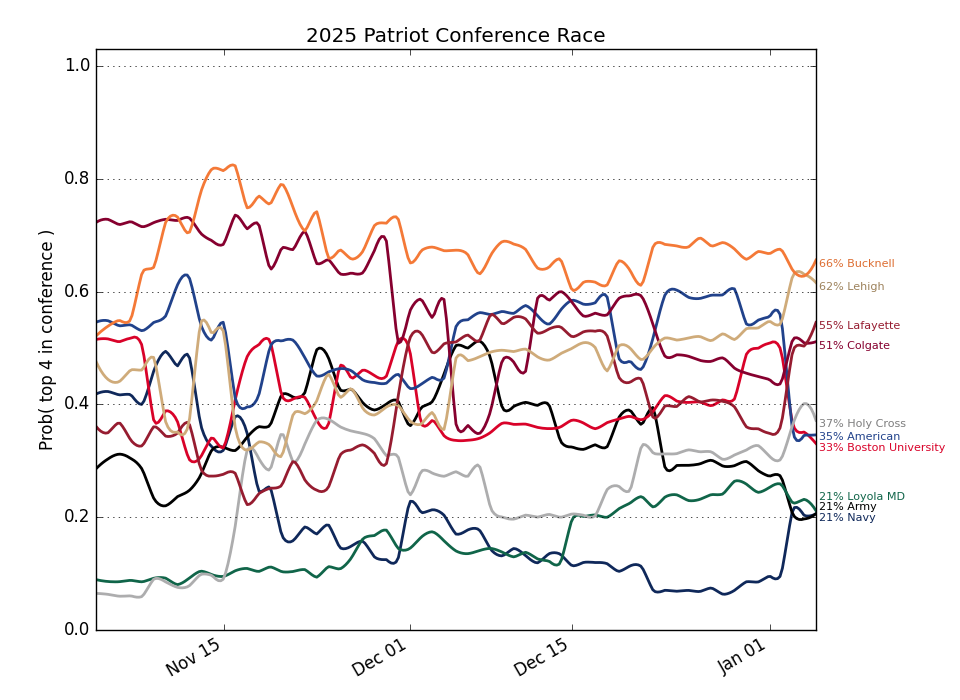 2025 Patriot Conference Race
Prob( top 4 in conference )
1.0
0.8
0.6
0.4
0.2
0.0
Nov 15
Dec 01
Dec 15
Jan 01
66% Bucknell
62% Lehigh
55% Lafayette
51% Colgate
37% Holy Cross
35% American
33% Boston University
21% Loyola MD
21% Army
21% Navy